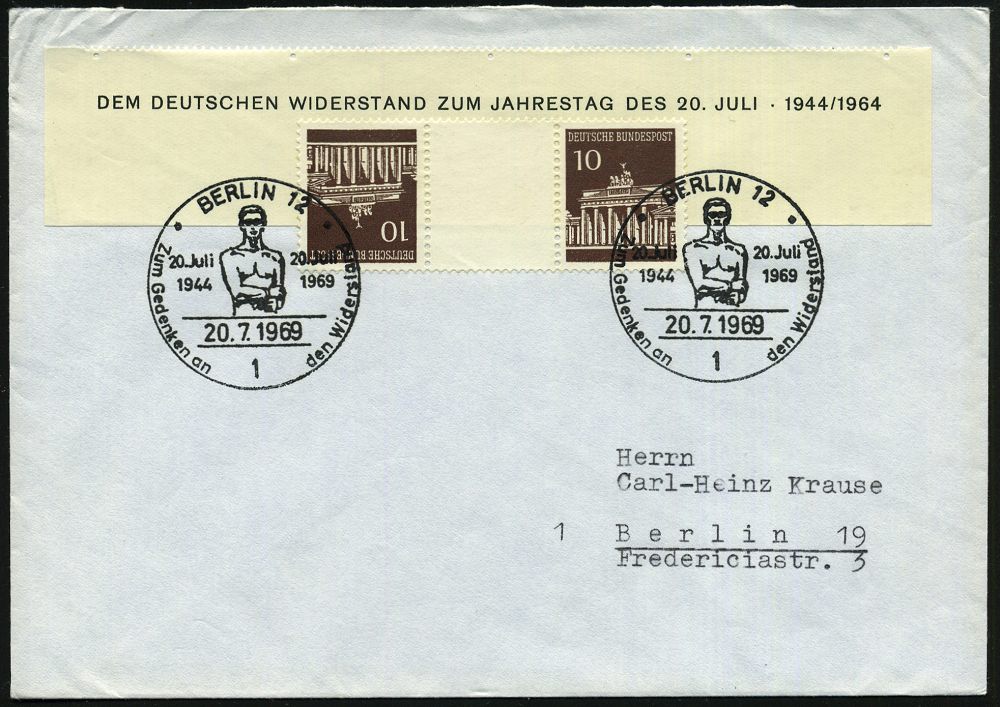 DEM DEUTSCHEN WIDERSTAND ZUM JAHRESTAG DES 20. JULI · 1944/1964
DEUTSCHE BUNDESPOST
10
DEUTSCHE BUNDESPOST
10
BERLIN 12
20.Juli 20.Juli
1944 1969
20.7.1969
1
Zum Gedenken an den Widerstand
BERLIN 12
20.Juli 20.Juli
1944 1969
20.7.1969
1
Zum Gedenken an den Widerstand
Herrn
Carl-Heinz Krause
1 Berlin 19
Fredericiastr. 3